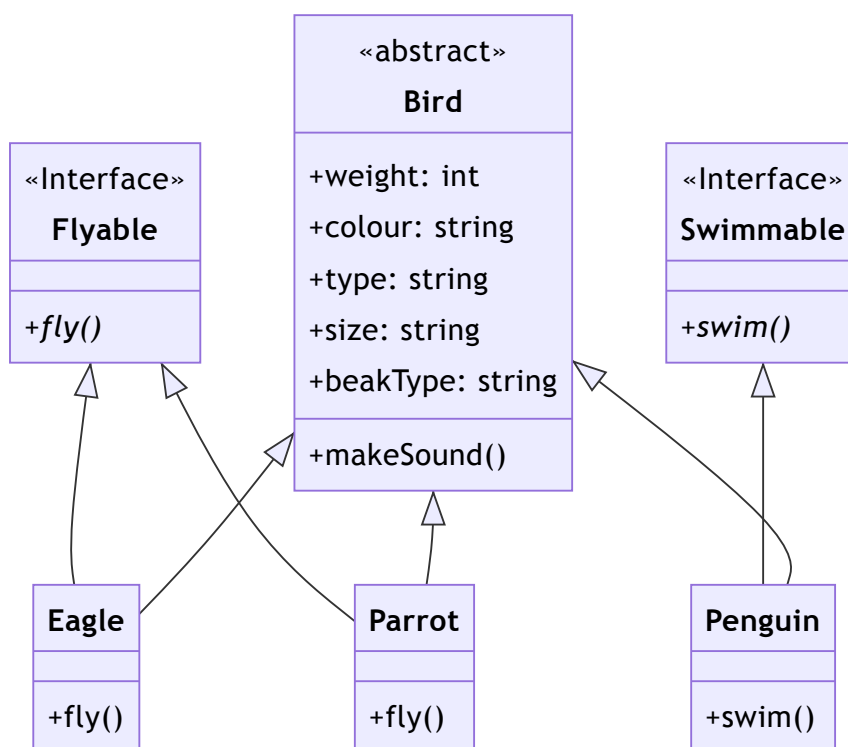 «abstract»
Bird
+weight: int
+colour: string
+type: string
+size: string
+beakType: string
+makeSound()
«Interface»
Flyable
+fly()
«Interface»
Swimmable
+swim()
Eagle
+fly()
Parrot
+fly()
Penguin
+swim()